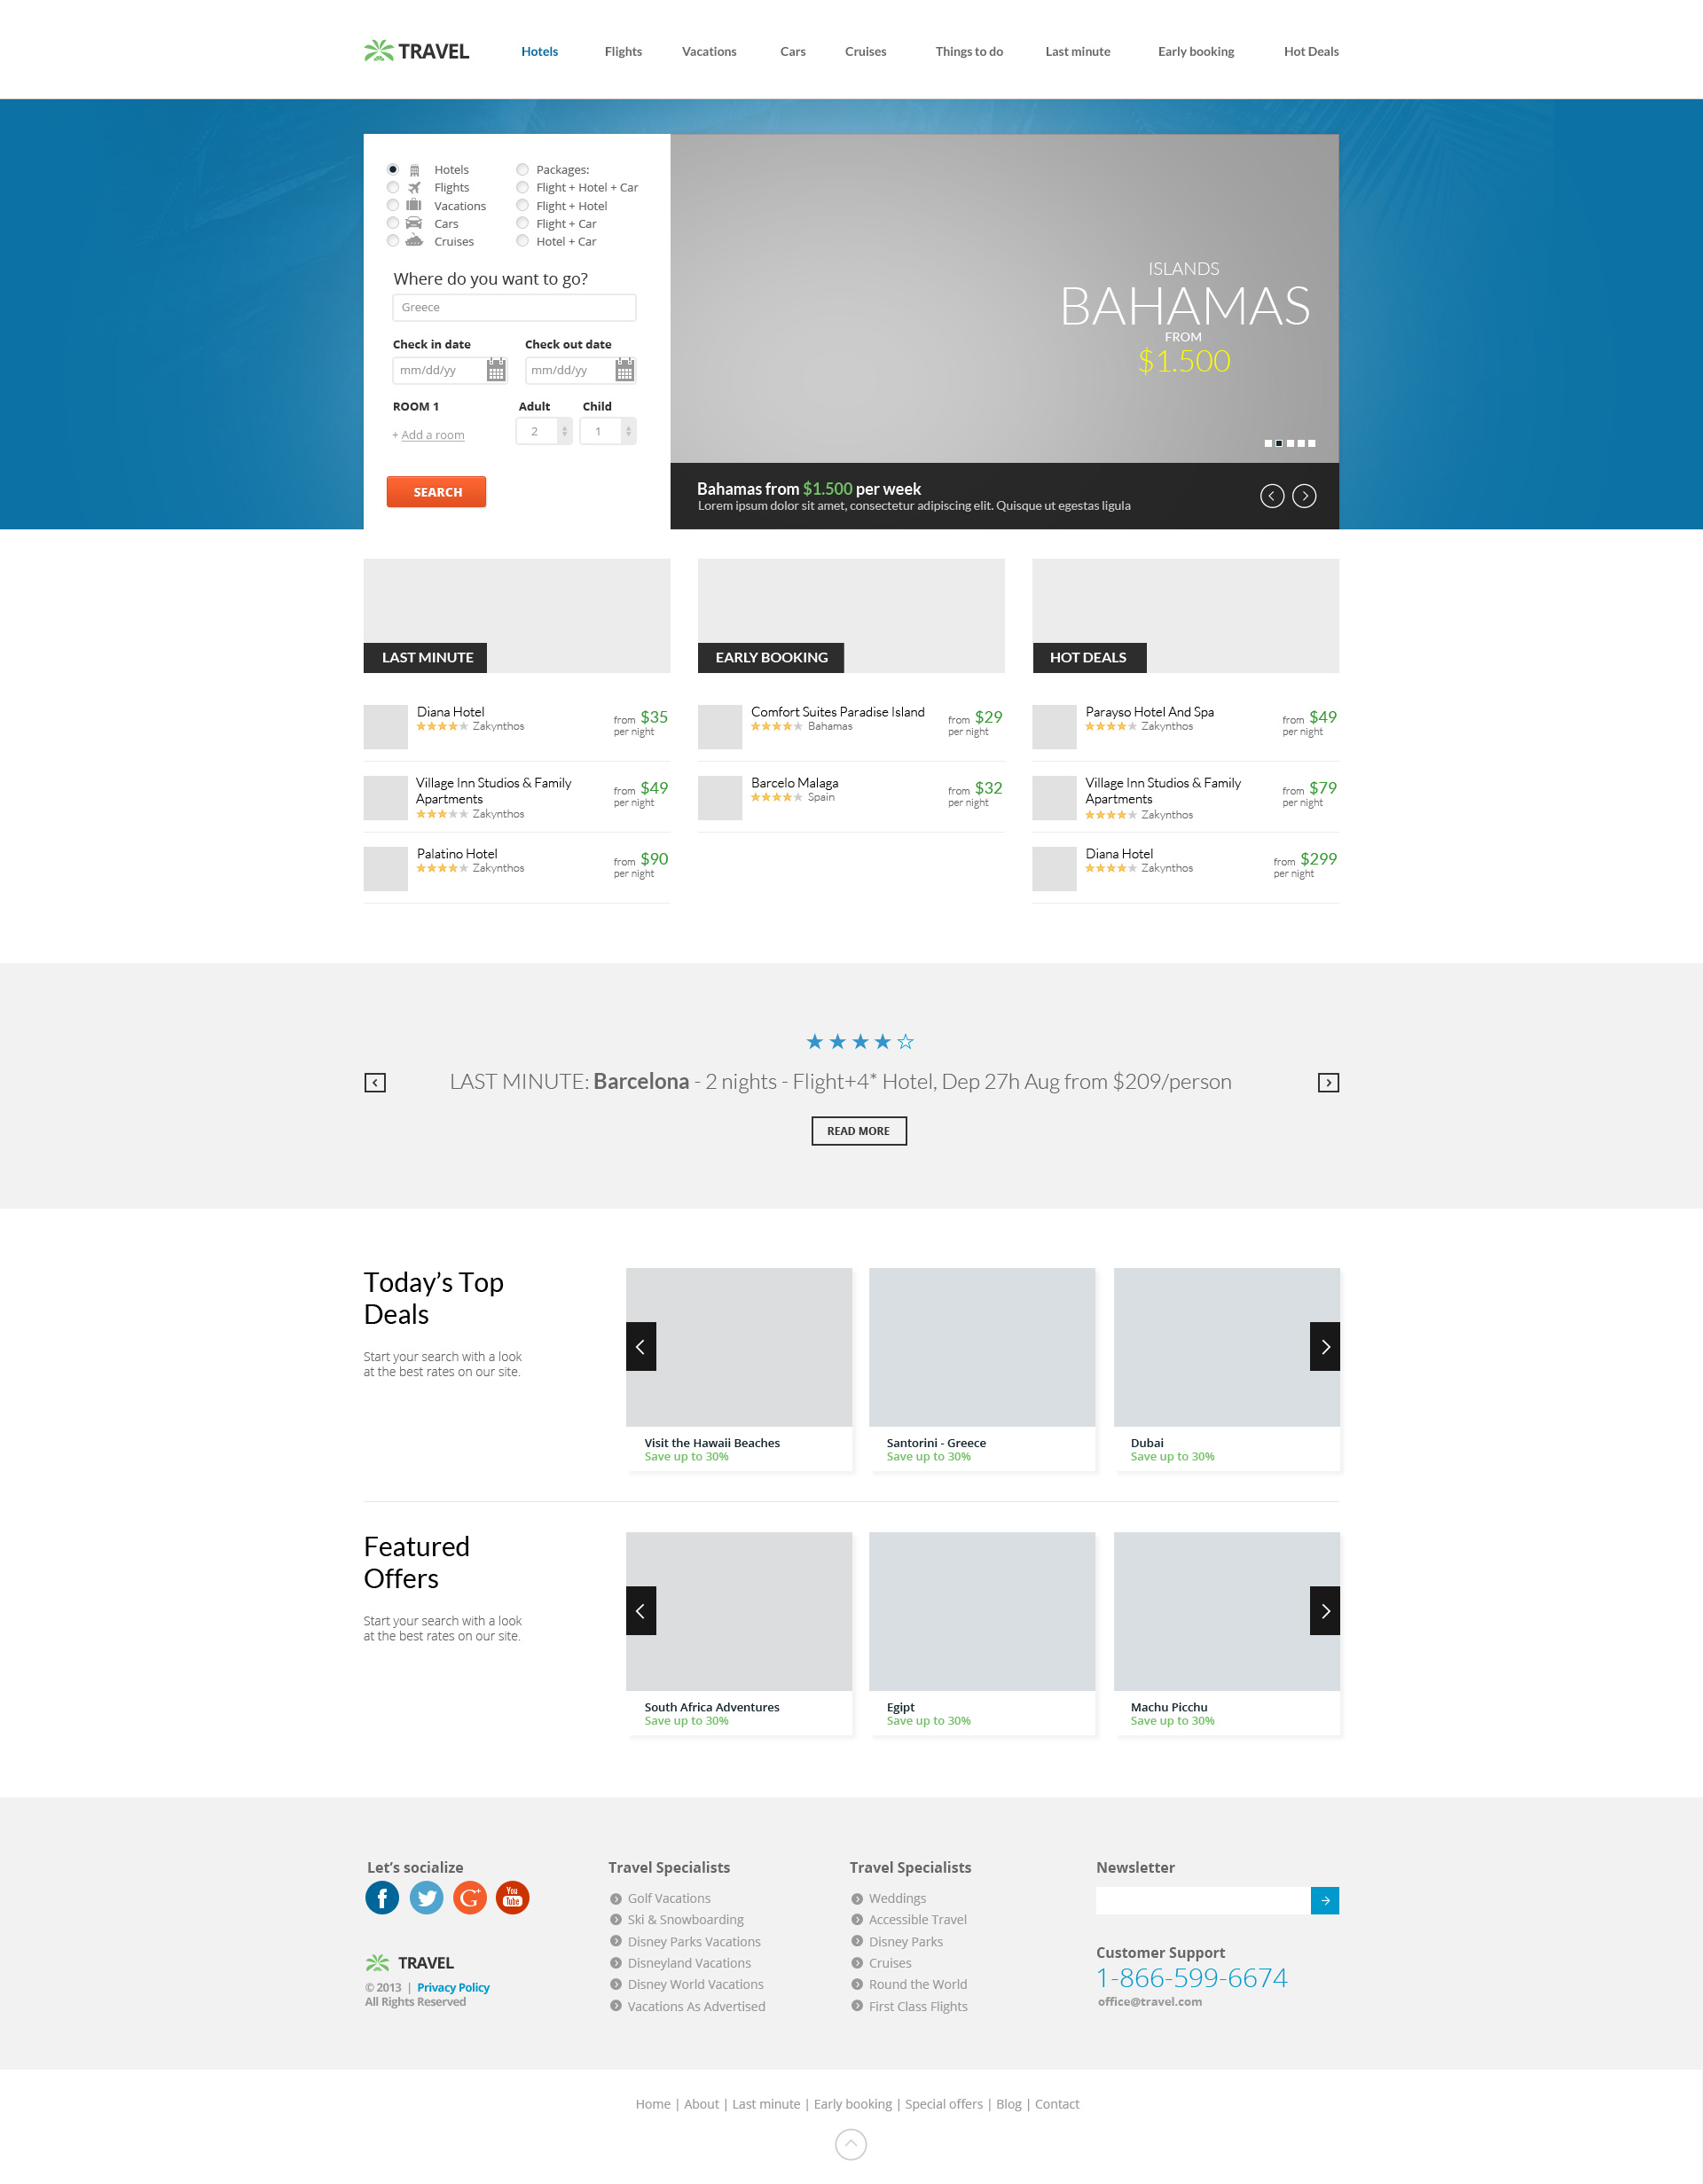 TRAVEL
Hotels Flights Vacations Cars Cruises Things to do Last minute Early booking Hot Deals
Hotels
Flights
Vacations
Cars
Cruises
Packages:
Flight + Hotel + Car
Flight + Hotel
Flight + Car
Hotel + Car
Where do you want to go?
Greece
Check in date Check out date
mm/dd/yy mm/dd/yy
ROOM 1 Adult Child
+ Add a room 2 1
SEARCH
ISLANDS
BAHAMAS
FROM
$1.500
Bahamas from $1.500 per week
Lorem ipsum dolor sit amet, consectetur adipiscing elit. Quisque ut egestas ligula
LAST MINUTE
Diana Hotel
Zakynthos
from $35
per night
Village Inn Studios & Family
Apartments
Zakynthos
from $49
per night
Palatino Hotel
Zakynthos
from $90
per night
EARLY BOOKING
Comfort Suites Paradise Island
Bahamas
from $29
per night
Barcelo Malaga
Spain
from $32
per night
HOT DEALS
Parayso Hotel And Spa
Zakynthos
from $49
per night
Village Inn Studios & Family
Apartments
Zakynthos
from $79
per night
Diana Hotel
Zakynthos
from $299
per night
LAST MINUTE: Barcelona - 2 nights - Flight+4* Hotel, Dep 27h Aug from $209/person
READ MORE
Today's Top
Deals
Start your search with a look
at the best rates on our site.
Visit the Hawaii Beaches
Save up to 30%
Santorini - Greece
Save up to 30%
Dubai
Save up to 30%
Featured
Offers
Start your search with a look
at the best rates on our site.
South Africa Adventures
Save up to 30%
Egipt
Save up to 30%
Machu Picchu
Save up to 30%
Let's socialize
You
Tube
TRAVEL
© 2013 | Privacy Policy
All Rights Reserved
Travel Specialists
Golf Vacations
Ski & Snowboarding
Disney Parks Vacations
Disneyland Vacations
Disney World Vacations
Vacations As Advertised
Travel Specialists
Weddings
Accessible Travel
Disney Parks
Cruises
Round the World
First Class Flights
Newsletter
Customer Support
1-866-599-6674
office@travel.com
Home | About | Last minute | Early booking | Special offers | Blog | Contact